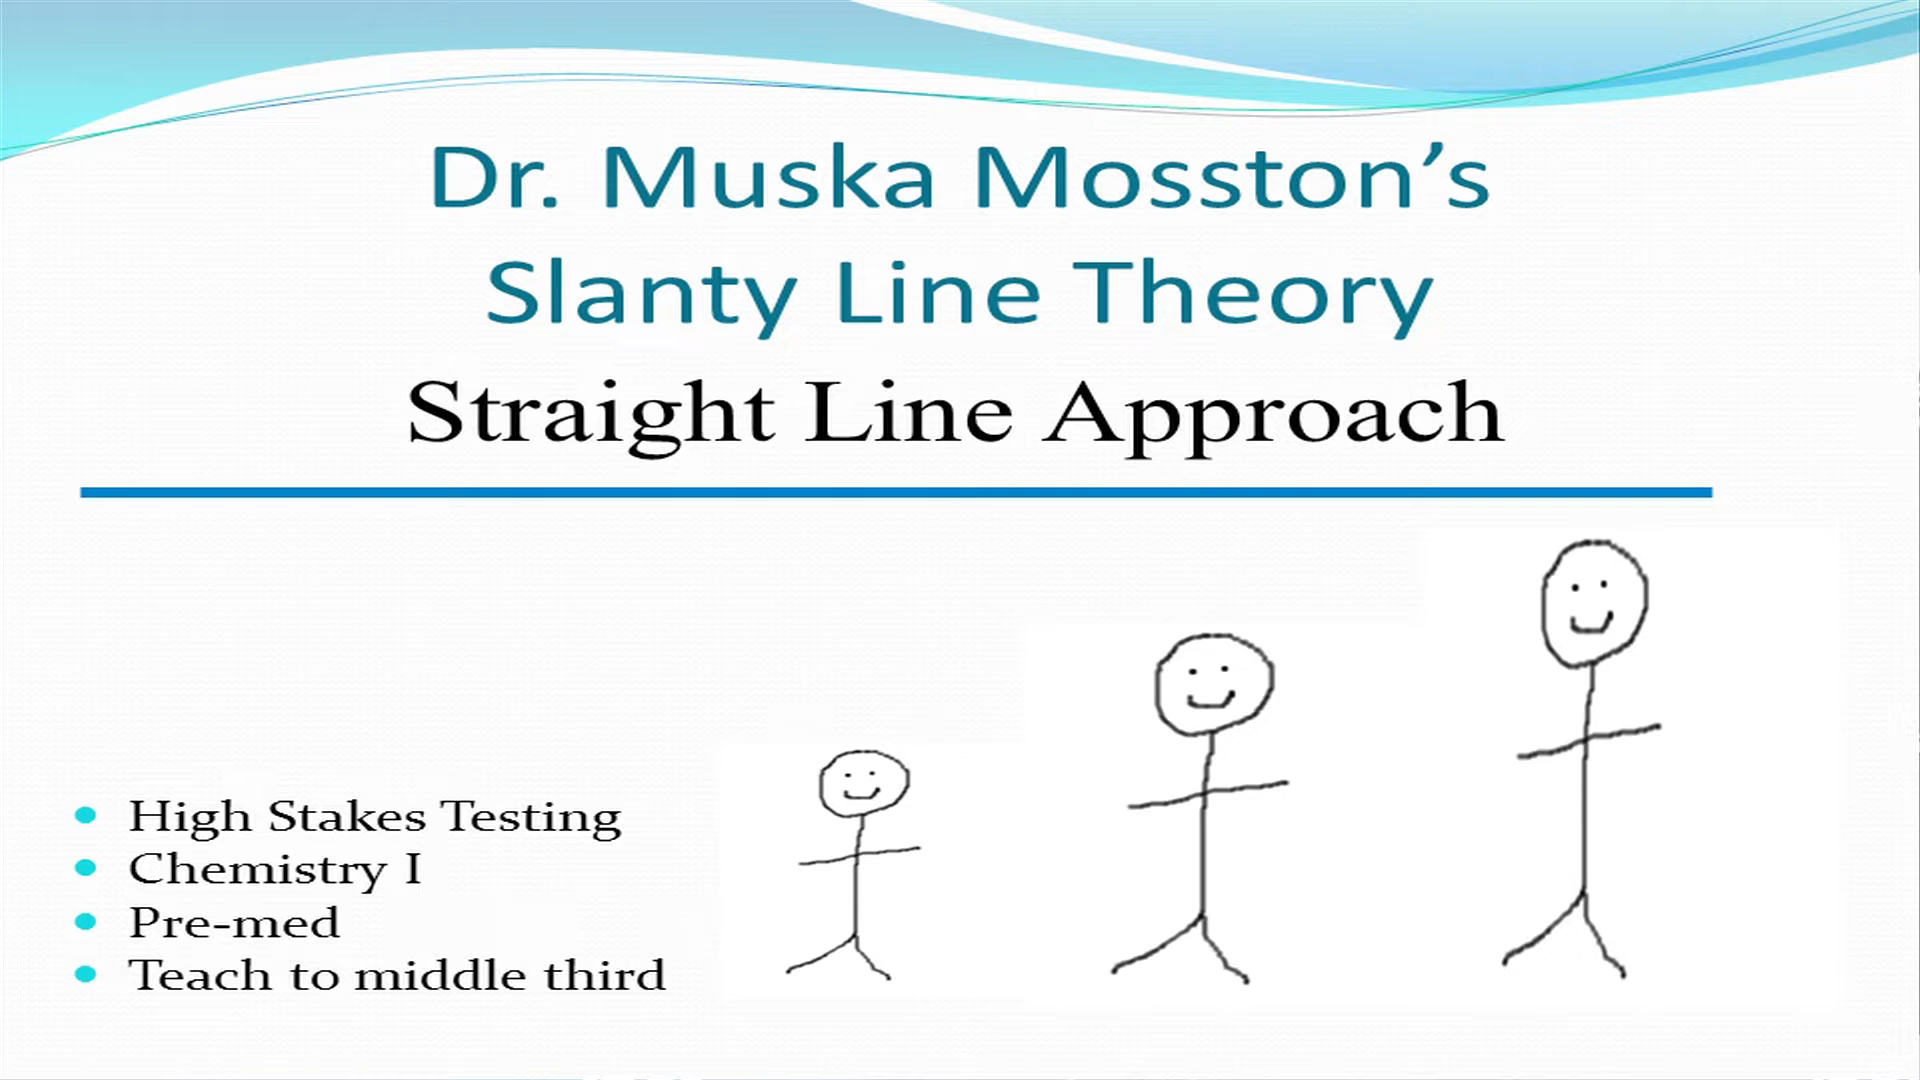 Dr. Muska Mosston’s
Slanty Line Theory
Straight Line Approach
High Stakes Testing
Chemistry I
Pre-med
Teach to middle third